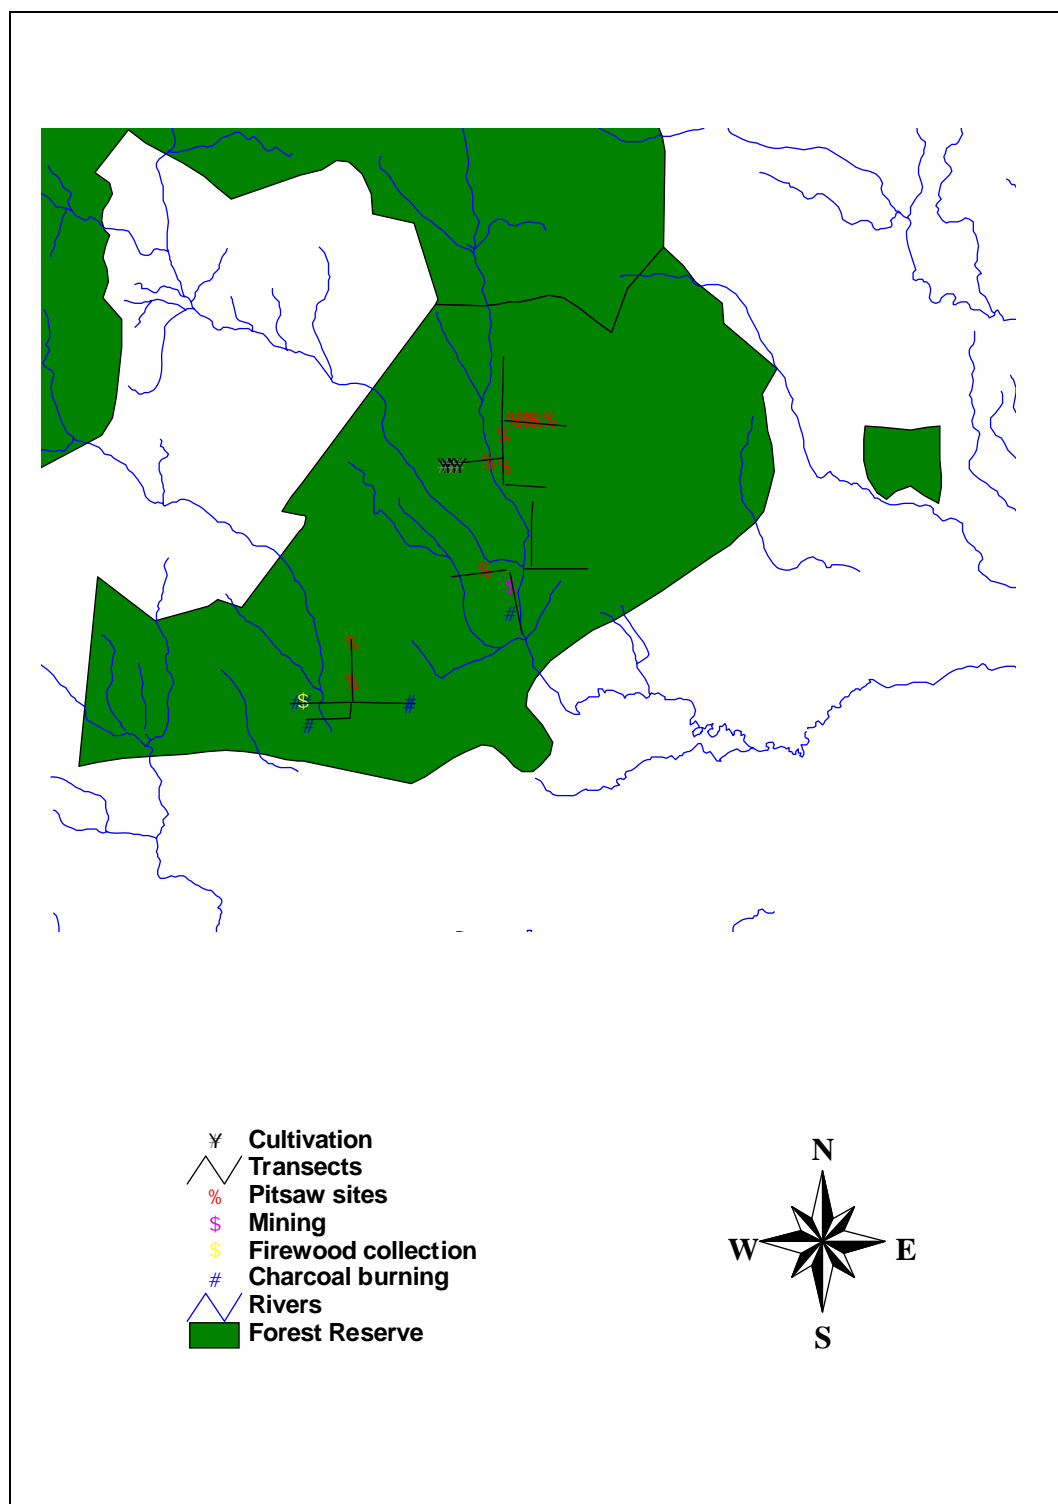 ¥ Cultivation
Transects
% Pitsaw sites
$ Mining
$ Firewood collection
# Charcoal burning
Rivers
Forest Reserve
N
W E
S